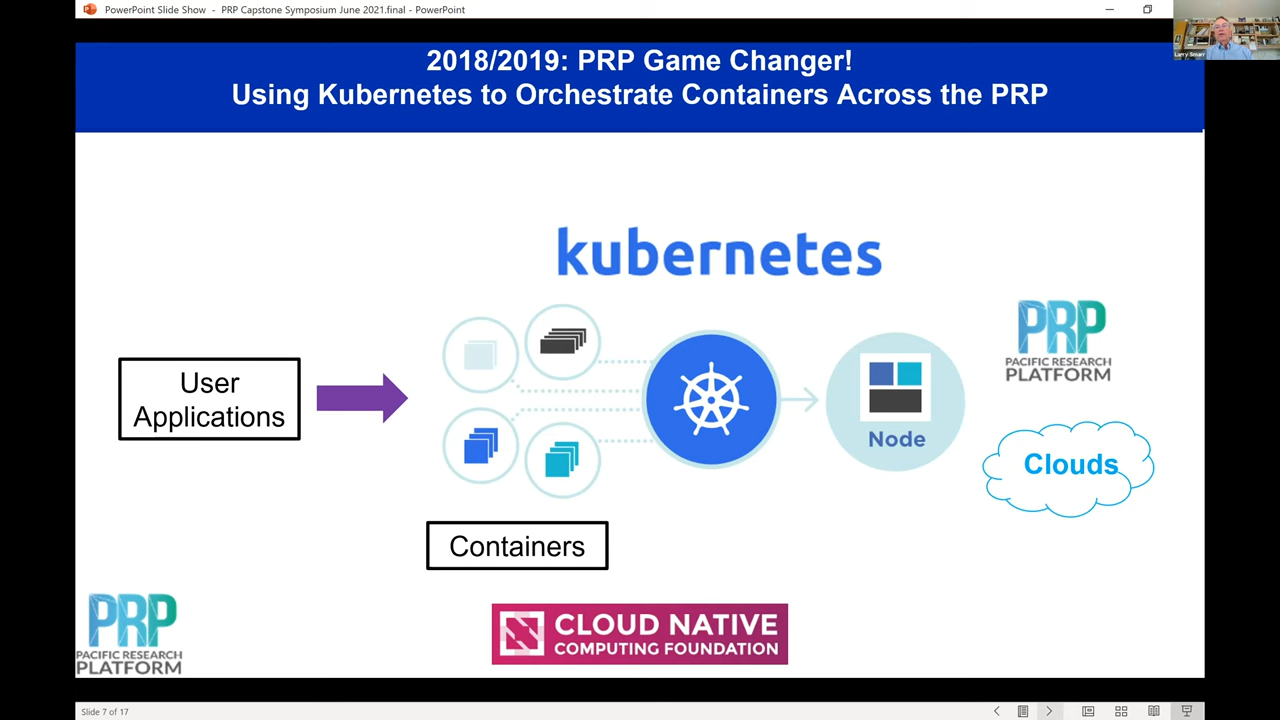 PowerPoint Slide Show - PRP Capstone Symposium June 2021.final - PowerPoint
Larry Smarr
2018/2019: PRP Game Changer!
Using Kubernetes to Orchestrate Containers Across the PRP
kubernetes
PRP
PACIFIC RESEARCH
PLATFORM
User
Applications
Node
Clouds
Containers
PRP
PACIFIC RESEARCH
PLATFORM
CLOUD NATIVE
COMPUTING FOUNDATION
Slide 7 of 17